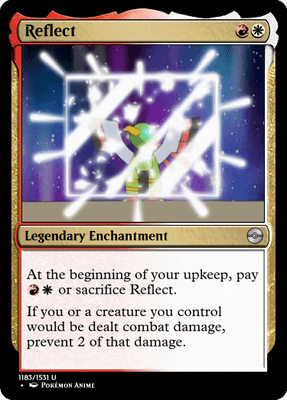 Reflect
Legendary Enchantment
At the beginning of your upkeep, pay
or sacrifice Reflect.
If you or a creature you control
would be dealt combat damage,
prevent 2 of that damage.
1183/1531 U
• Pokémon Anime